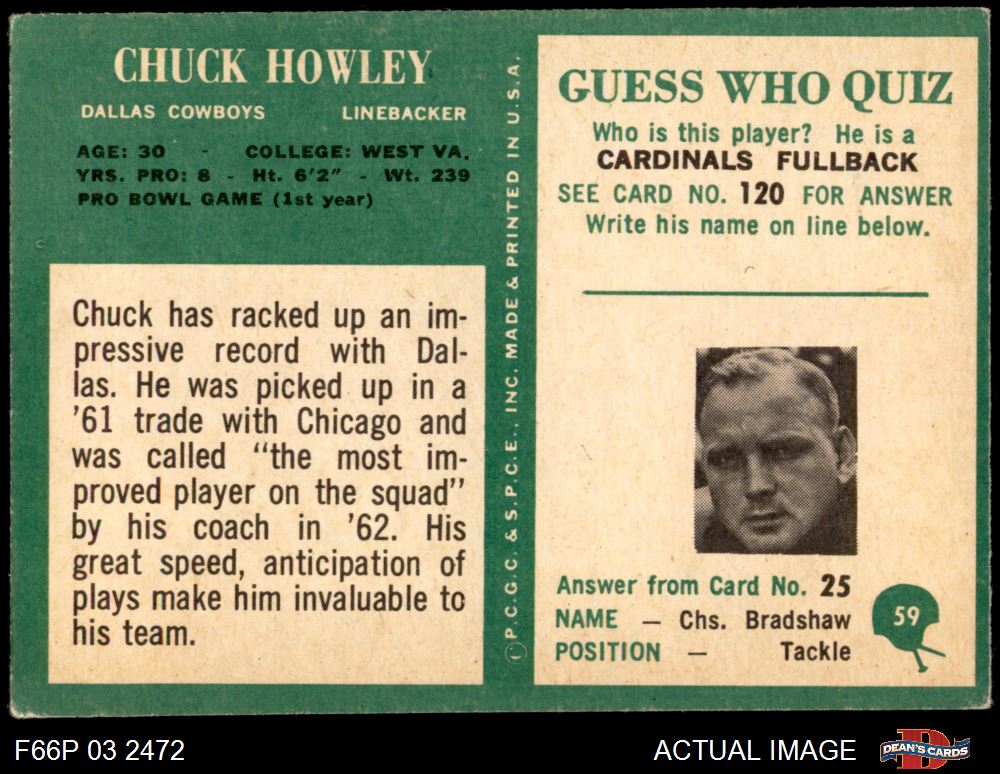 CHUCK HOWLEY
DALLAS COWBOYS LINEBACKER
AGE: 30 - COLLEGE: WEST VA.
YRS. PRO: 8 - Ht. 6'2" - Wt. 239
PRO BOWL GAME (1st year)
Chuck has racked up an im-
pressive record with Dal-
las. He was picked up in a
'61 trade with Chicago and
was called "the most im-
proved player on the squad"
by his coach in '62. His
great speed, anticipation of
plays make him invaluable to
his team.
©P.C.G.C. & S.P.C.E., INC. MADE & PRINTED IN U.S.A.
GUESS WHO QUIZ
Who is this player? He is a
CARDINALS FULLBACK
SEE CARD NO. 120 FOR ANSWER
Write his name on line below.
Answer from Card No. 25
NAME — Chs. Bradshaw
POSITION — Tackle
59
F66P 03 2472
ACTUAL IMAGE
D
DEAN'S CARDS